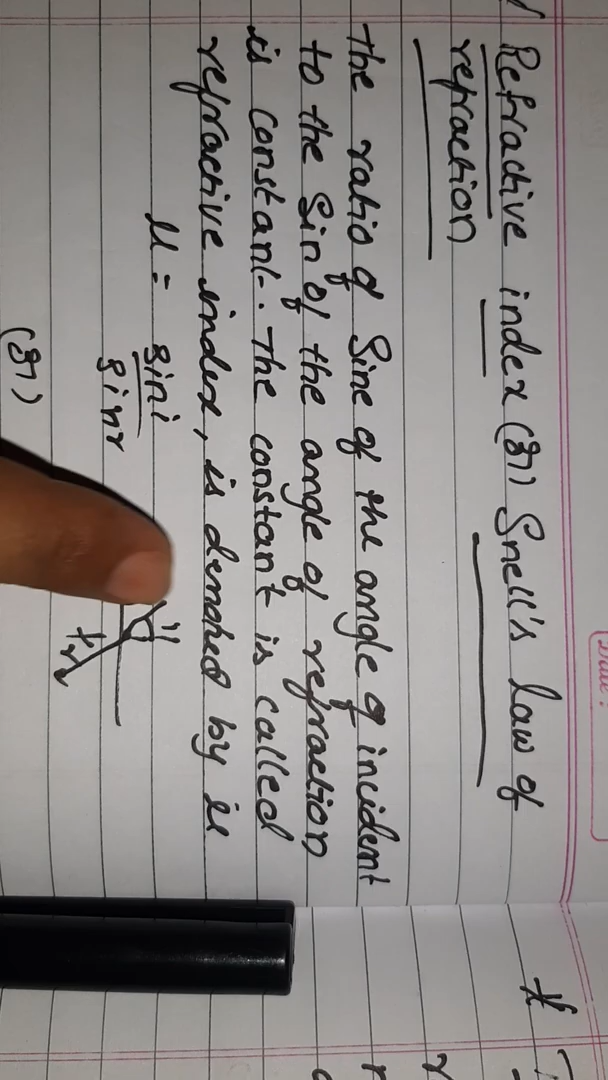 Refractive index (or) Snell's law of
refraction
The ratio of Sine of the angle of incident
to the Sin of the angle of refraction
is constant. The constant is called
refractive index, is denoted by is
μ = sin i
sin r
i
r
(or)